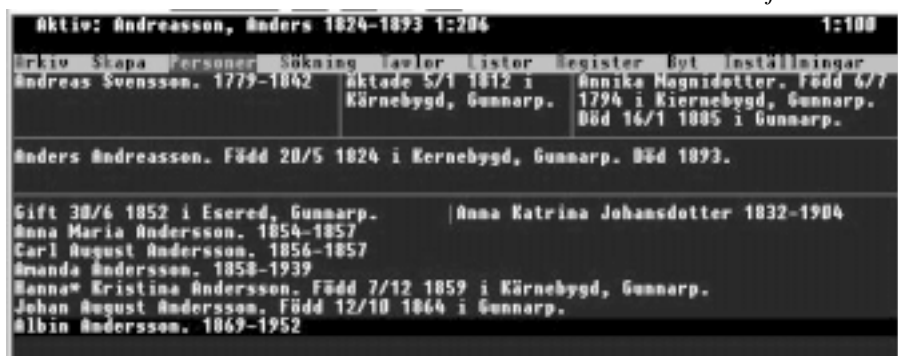 Aktiv: Andreasson, Anders 1824-1893 1:206 1:100
Arkiv Skapa Personer Sökning Tavlor Listor Register Byt Inställningar
Andreas Svensson. 1779-1842
Äktade 5/1 1812 i
Kärnebygd, Gunnarp.
Annika Magnidotter. Född 6/7
1794 i Kiernebygd, Gunnarp.
Död 16/1 1885 i Gunnarp.
Anders Andreasson. Född 20/5 1824 i Kernebygd, Gunnarp. Död 1893.
Gift 30/6 1852 i Esered, Gunnarp. Anna Katrina Johansdotter 1832-1904
Anna Maria Andersson. 1854-1857
Carl August Andersson. 1856-1857
Amanda Andersson. 1858-1939
Hanna* Kristina Andersson. Född 7/12 1859 i Kärnebygd, Gunnarp.
Johan August Andersson. Född 12/10 1864 i Gunnarp.
Albin Andersson. 1869-1952